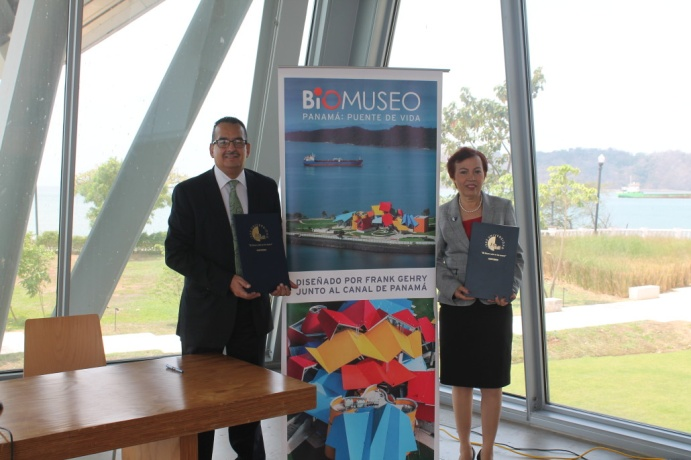 BiOMUSEO
PANAMÁ: PUENTE DE VIDA
DISEÑADO POR FRANK GEHRY
JUNTO AL CANAL DE PANAMÁ